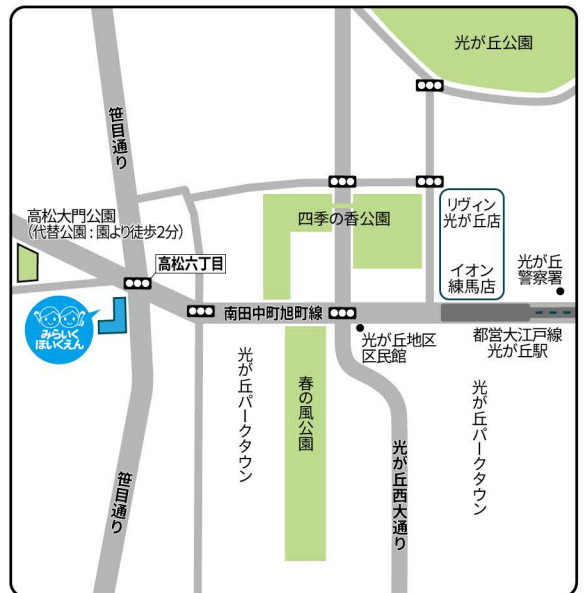 光が丘公園
笹目通り
高松大門公園
(代替公園：園より徒歩2分)
四季の香公園
リヴィン
光が丘店
高松六丁目
イオン
練馬店
光が丘
警察署
南田中町旭町線
みらいく
ほいくえん
光が丘地区
区民館
都営大江戸線
光が丘駅
光が丘パークタウン
春の風公園
光が丘パークタウン
光が丘西大通り
笹目通り